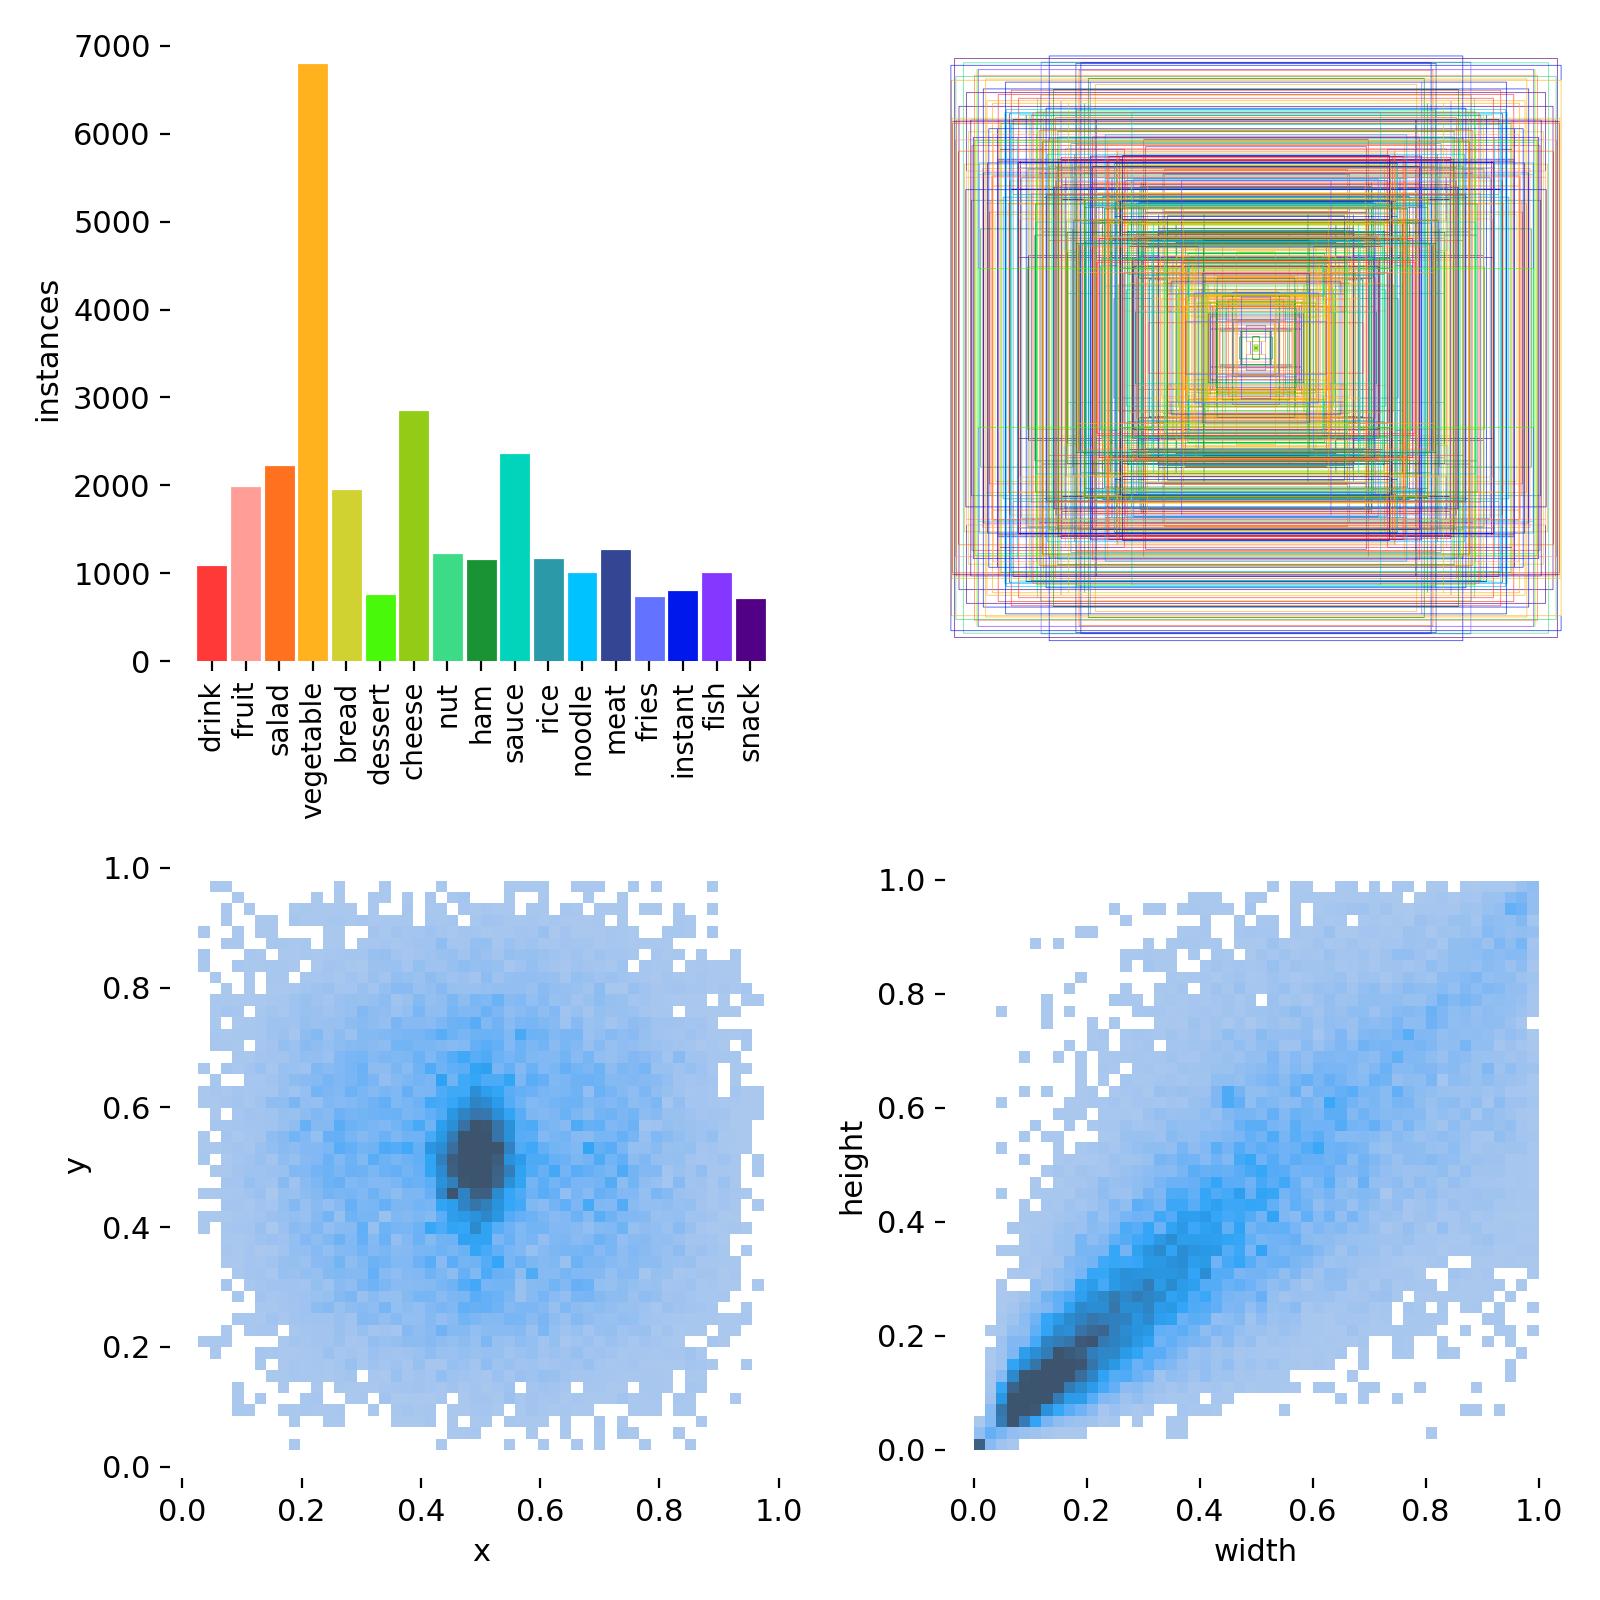 7000
6000
5000
4000
3000
2000
1000
0
instances
drink
fruit
salad
vegetable
bread
dessert
cheese
nut
ham
sauce
rice
noodle
meat
fries
instant
fish
snack
1.0
0.8
0.6
0.4
0.2
0.0
y
0.0 0.2 0.4 0.6 0.8 1.0
x
1.0
0.8
0.6
0.4
0.2
0.0
height
0.0 0.2 0.4 0.6 0.8 1.0
width